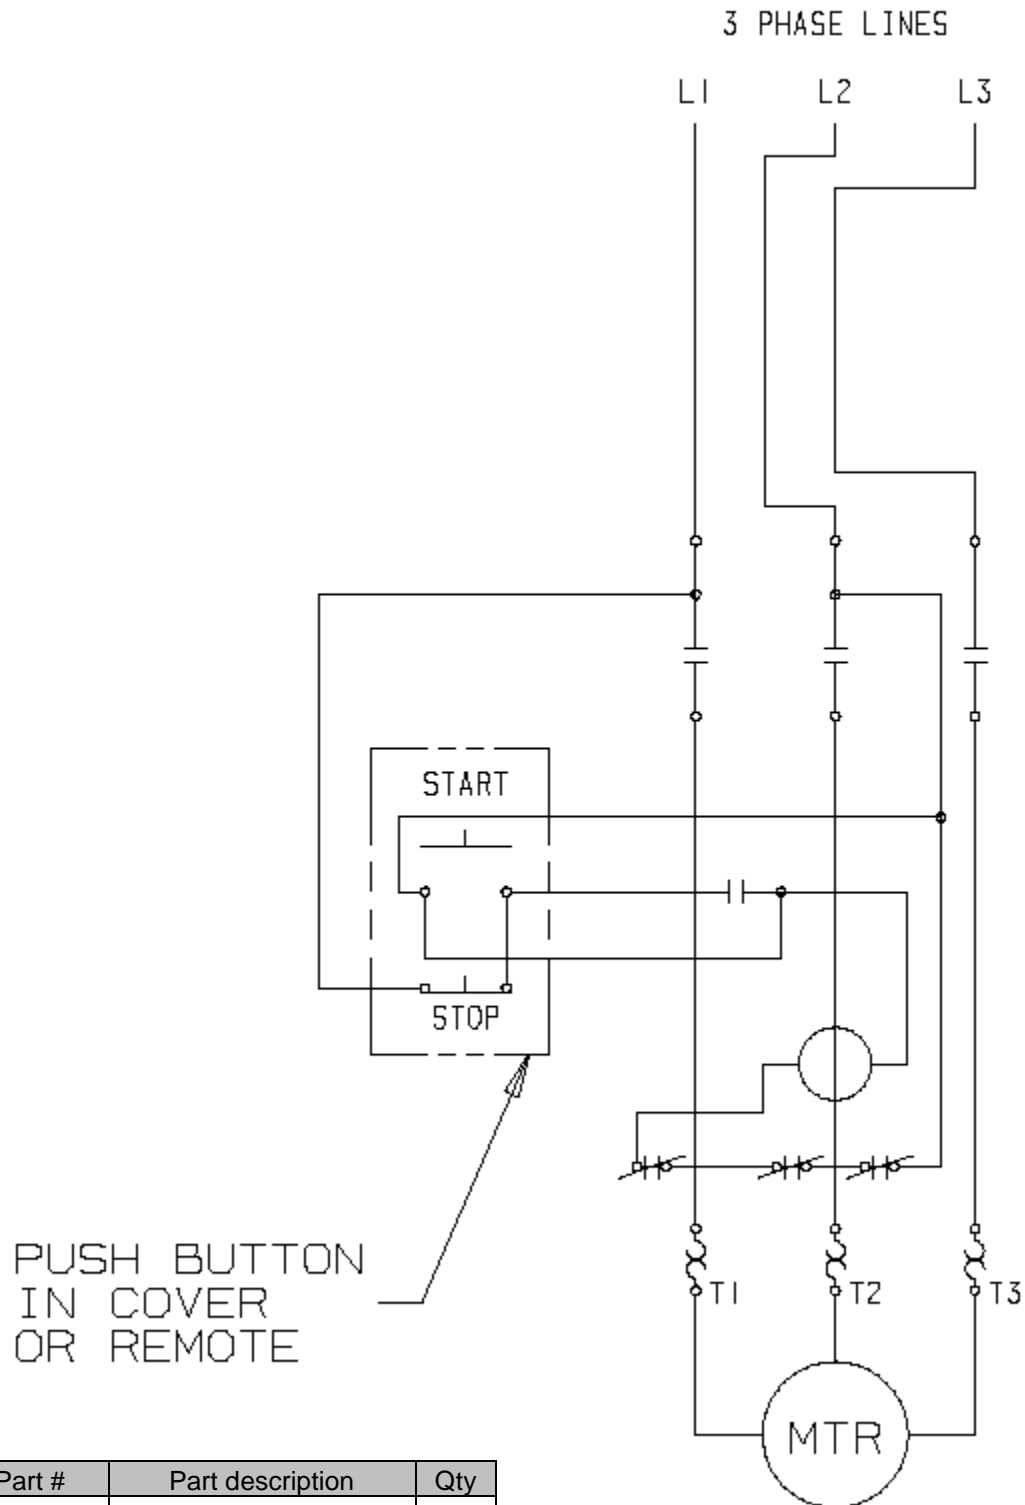 3 PHASE LINES
L1 L2 L3
START
STOP
PUSH BUTTON
IN COVER
OR REMOTE
T1 T2 T3
MTR
Part # Part description Qty